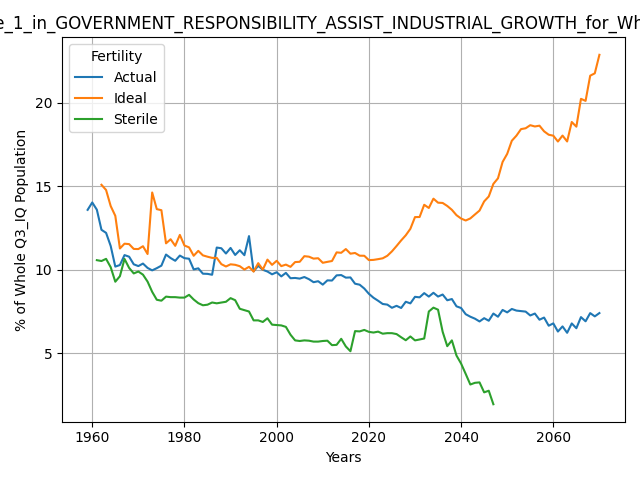 e_1_in_GOVERNMENT_RESPONSIBILITY_ASSIST_INDUSTRIAL_GROWTH_for_Wh
Fertility
Actual
Ideal
Sterile
% of Whole Q3_IQ Population
20
15
10
5
1960 1980 2000 2020 2040 2060
Years